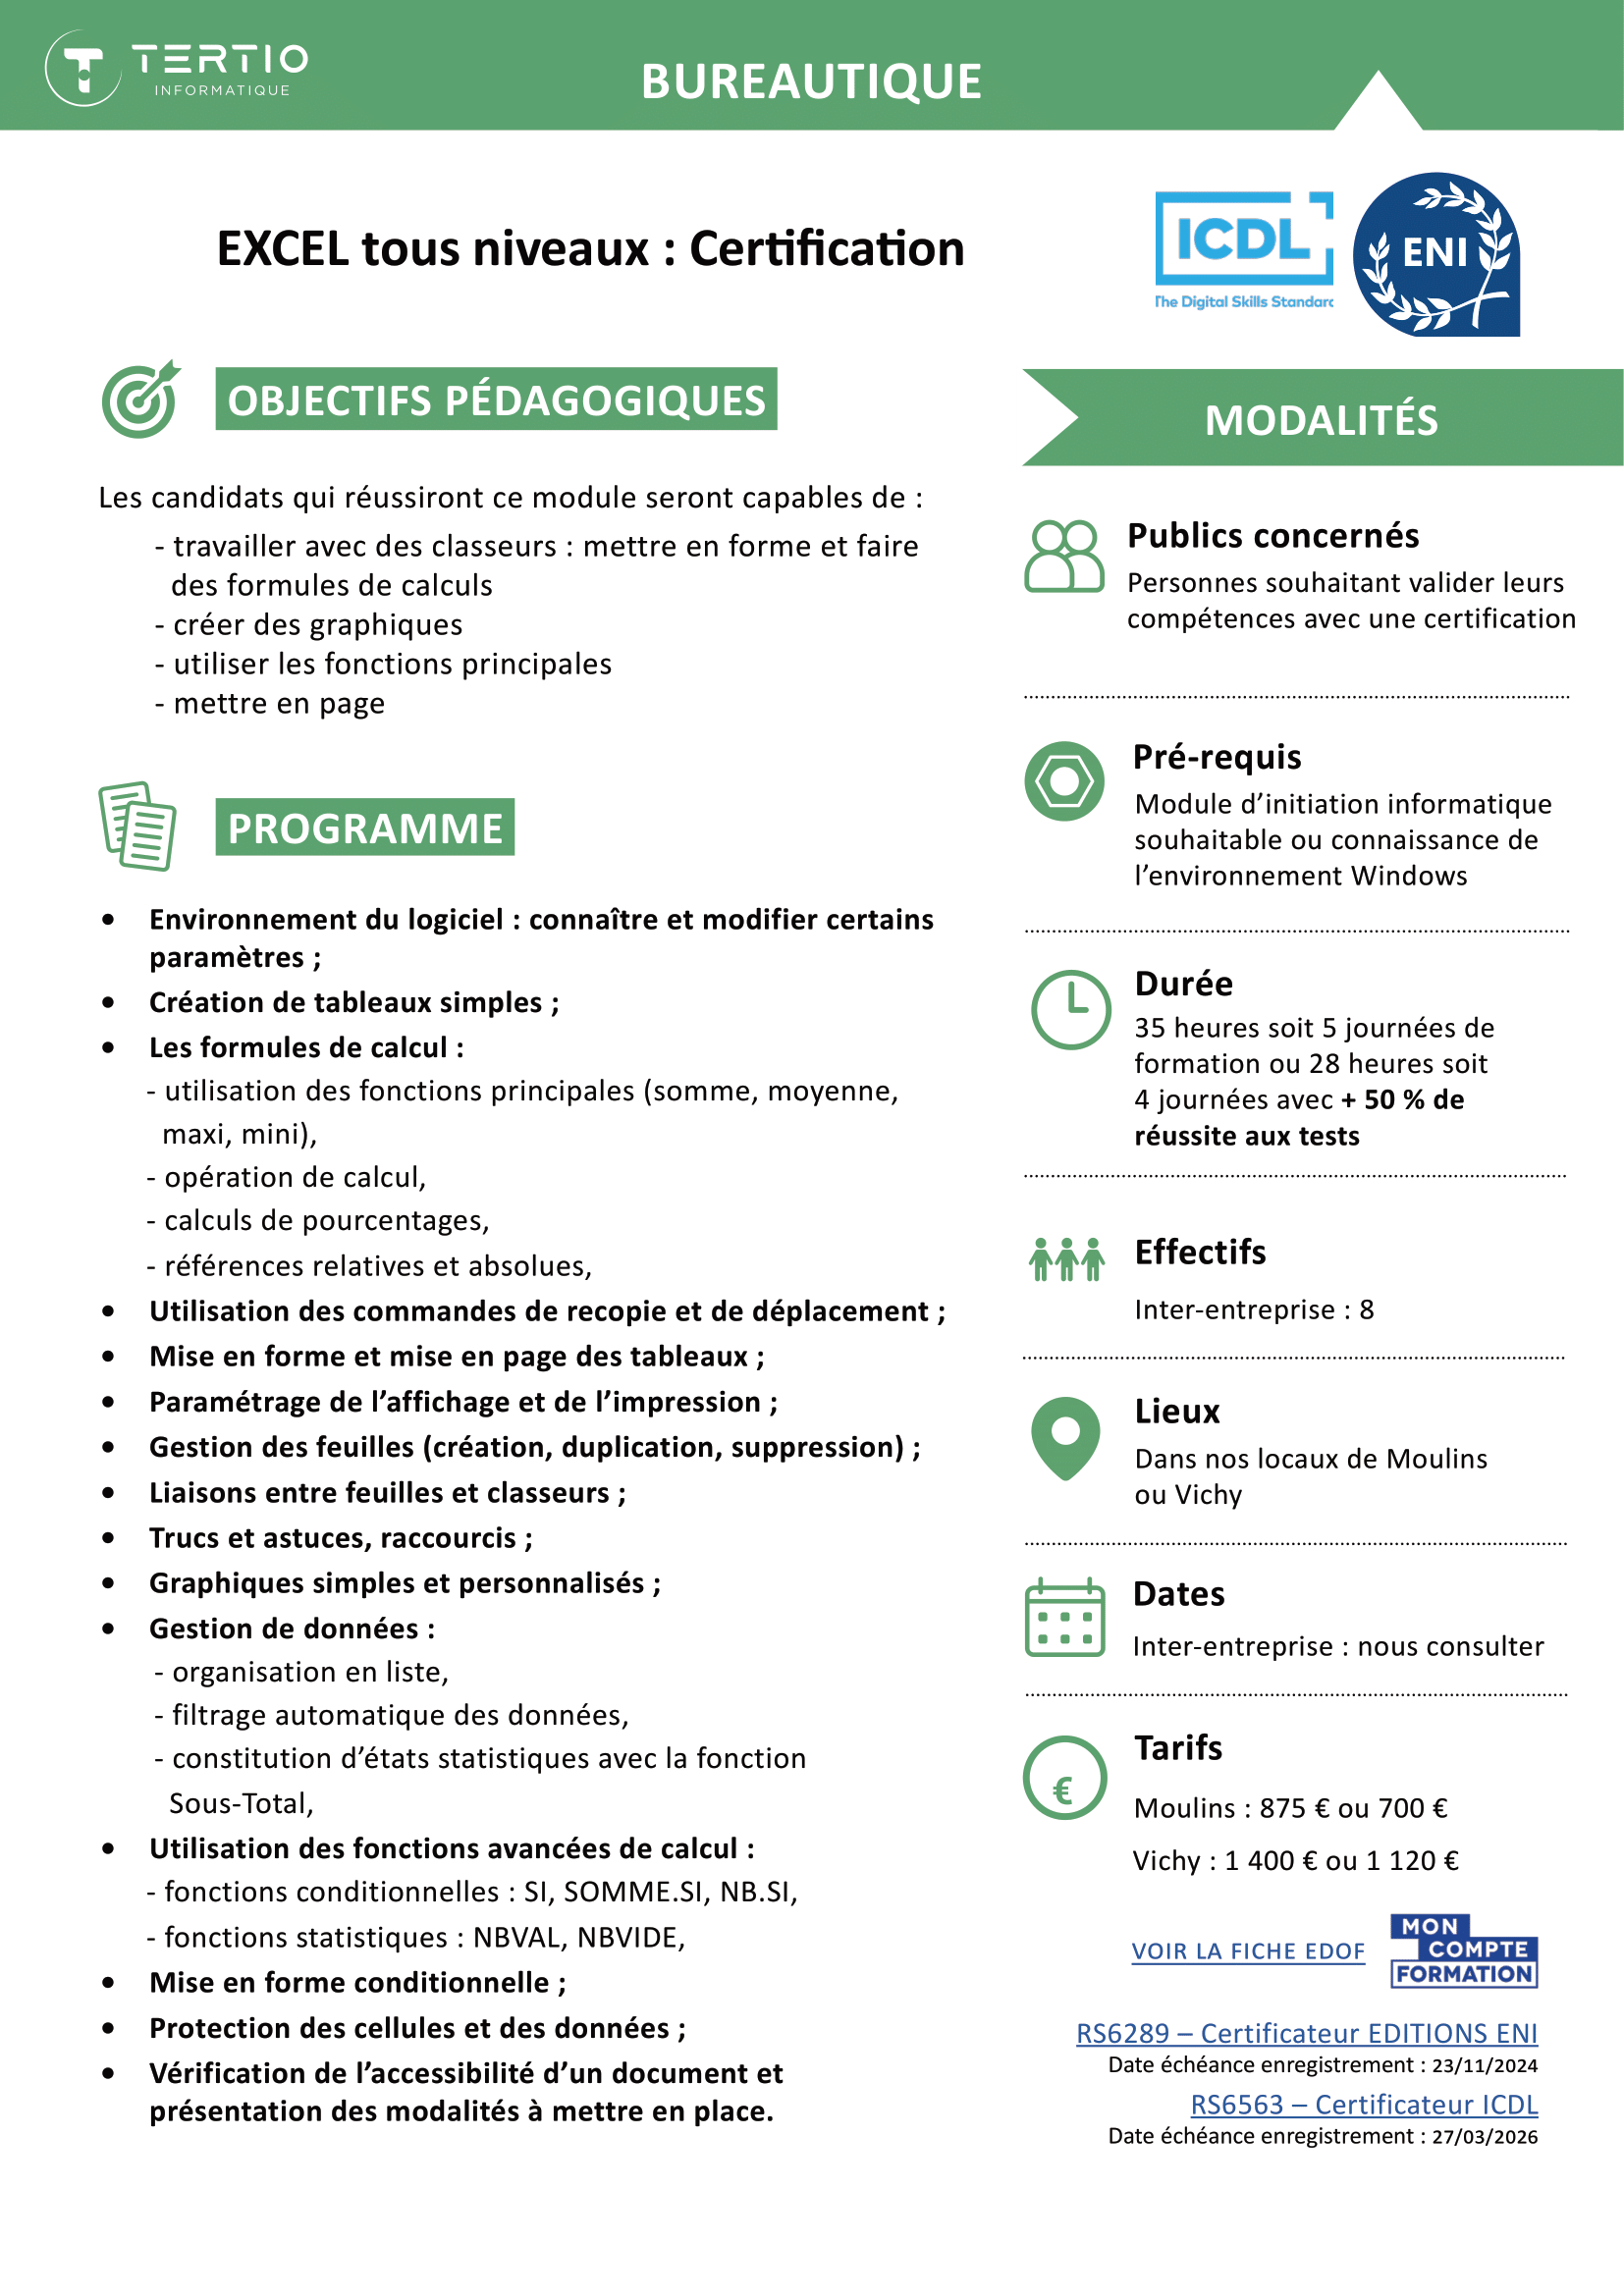 TERTIO
INFORMATIQUE
BUREAUTIQUE
EXCEL tous niveaux : Certification
ICDL
The Digital Skills Standard
ENI
OBJECTIFS PÉDAGOGIQUES
Les candidats qui réussiront ce module seront capables de :
- travailler avec des classeurs : mettre en forme et faire
des formules de calculs
- créer des graphiques
- utiliser les fonctions principales
- mettre en page
PROGRAMME
• Environnement du logiciel : connaître et modifier certains
paramètres ;
• Création de tableaux simples ;
• Les formules de calcul :
- utilisation des fonctions principales (somme, moyenne,
maxi, mini),
- opération de calcul,
- calculs de pourcentages,
- références relatives et absolues,
• Utilisation des commandes de recopie et de déplacement ;
• Mise en forme et mise en page des tableaux ;
• Paramétrage de l’affichage et de l’impression ;
• Gestion des feuilles (création, duplication, suppression) ;
• Liaisons entre feuilles et classeurs ;
• Trucs et astuces, raccourcis ;
• Graphiques simples et personnalisés ;
• Gestion de données :
- organisation en liste,
- filtrage automatique des données,
- constitution d’états statistiques avec la fonction
Sous-Total,
• Utilisation des fonctions avancées de calcul :
- fonctions conditionnelles : SI, SOMME.SI, NB.SI,
- fonctions statistiques : NBVAL, NBVIDE,
• Mise en forme conditionnelle ;
• Protection des cellules et des données ;
• Vérification de l’accessibilité d’un document et
présentation des modalités à mettre en place.
MODALITÉS
Publics concernés
Personnes souhaitant valider leurs
compétences avec une certification
Pré-requis
Module d’initiation informatique
souhaitable ou connaissance de
l’environnement Windows
Durée
35 heures soit 5 journées de
formation ou 28 heures soit
4 journées avec + 50 % de
réussite aux tests
Effectifs
Inter-entreprise : 8
Lieux
Dans nos locaux de Moulins
ou Vichy
Dates
Inter-entreprise : nous consulter
€
Tarifs
Moulins : 875 € ou 700 €
Vichy : 1 400 € ou 1 120 €
VOIR LA FICHE EDOF
MON
COMPTE
FORMATION
RS6289 – Certificateur EDITIONS ENI
Date échéance enregistrement : 23/11/2024
RS6563 – Certificateur ICDL
Date échéance enregistrement : 27/03/2026